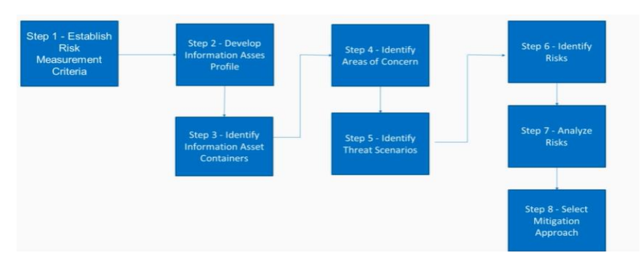 Step 1 - Establish
Risk
Measurement
Criteria
Step 2 - Develop
Information Asses
Profile
Step 3 - Identify
Information Asset
Containers
Step 4 - Identify
Areas of Concern
Step 5 - Identify
Threat Scenarios
Step 6 - Identify
Risks
Step 7 - Analyze
Risks
Step 8 - Select
Mitigation
Approach